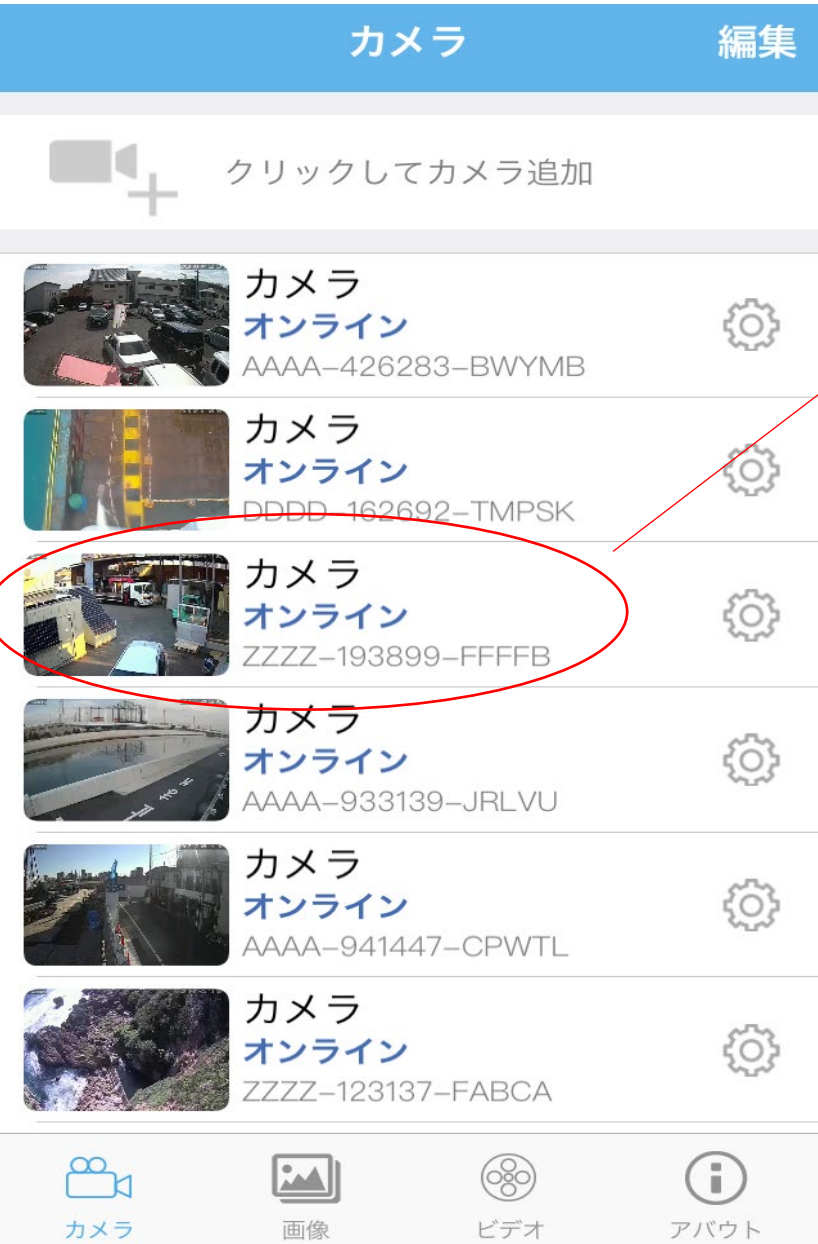 カメラ 編集
クリックしてカメラ追加
カメラ
オンライン
AAAA-426283-BWYMB
カメラ
オンライン
DDDD-162692-TMPSK
カメラ
オンライン
ZZZZ-193899-FFFFB
カメラ
オンライン
AAAA-933139-JRLVU
カメラ
オンライン
AAAA-941447-CPWTL
カメラ
オンライン
ZZZZ-123137-FABCA
カメラ 画像 ビデオ アバウト